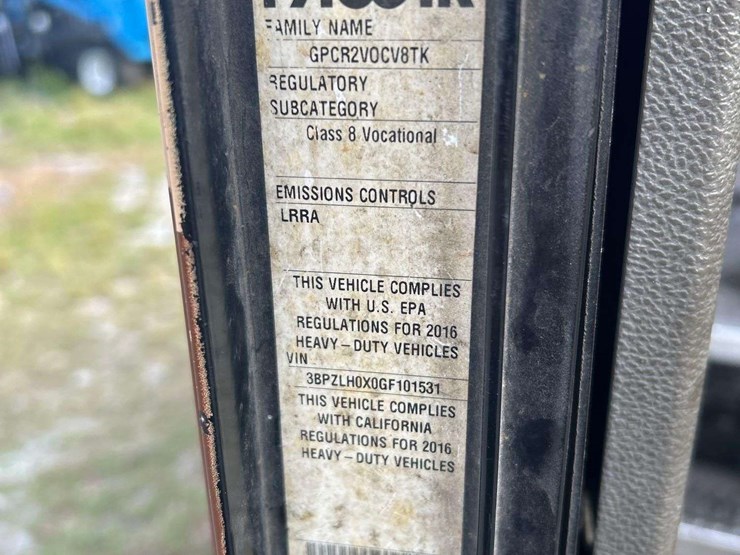 FAMILY NAME
GPCR2VOCV8TK
REGULATORY
SUBCATEGORY
Class 8 Vocational
EMISSIONS CONTROLS
LRRA
THIS VEHICLE COMPLIES
WITH U.S. EPA
REGULATIONS FOR 2016
HEAVY-DUTY VEHICLES
VIN
3BPZLH0X0GF101531
THIS VEHICLE COMPLIES
WITH CALIFORNIA
REGULATIONS FOR 2016
HEAVY-DUTY VEHICLES